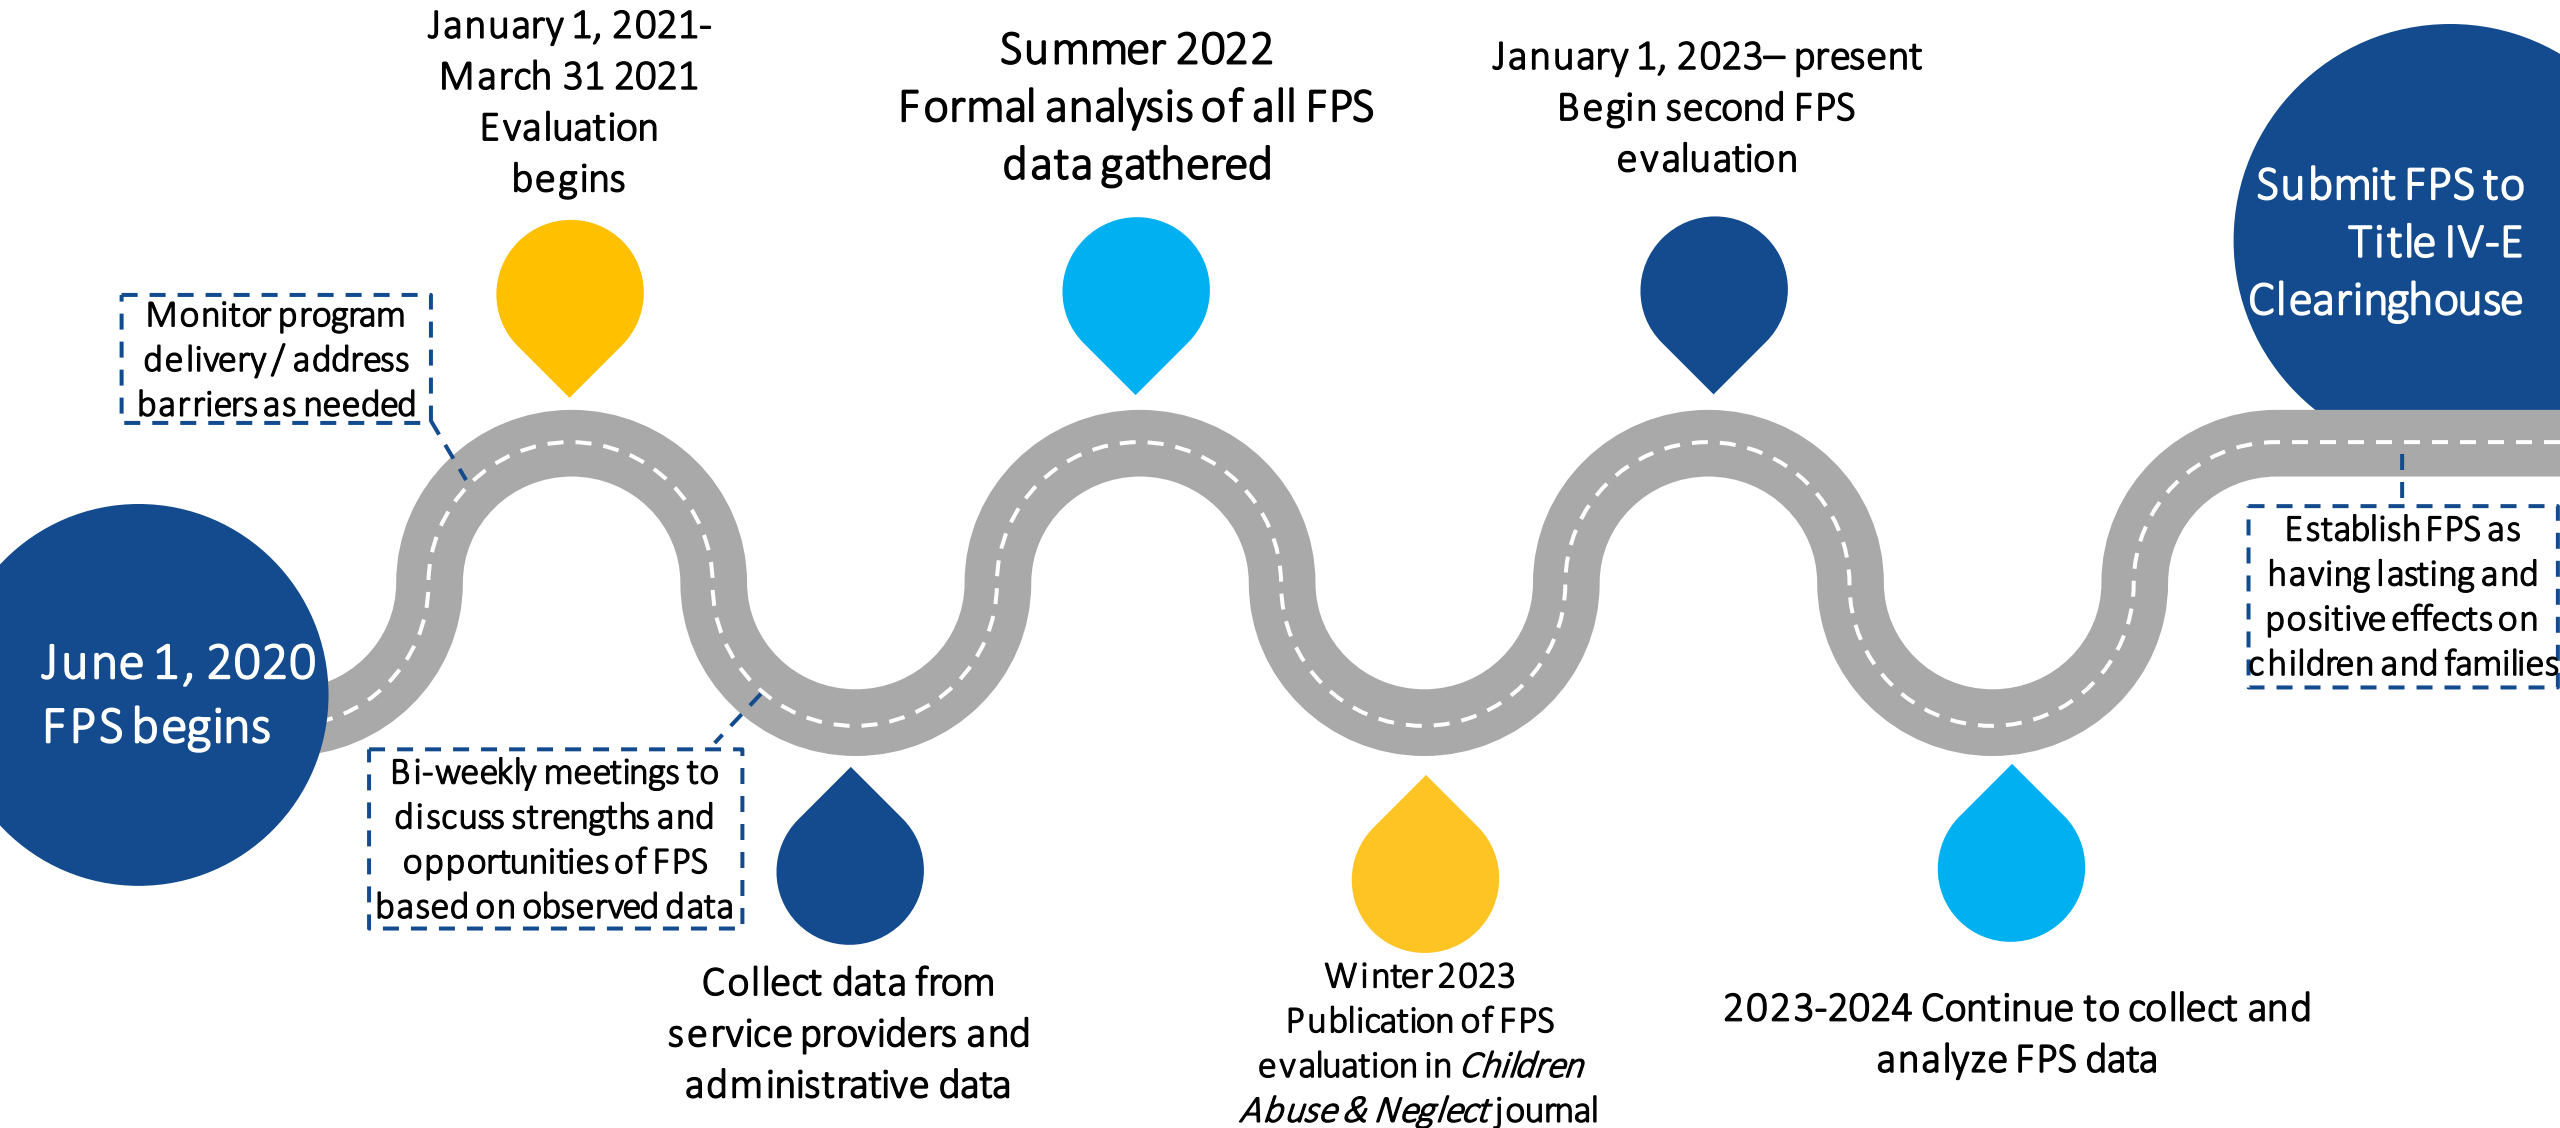 January 1, 2021-
March 31 2021
Evaluation
begins
Summer 2022
Formal analysis of all FPS
data gathered
January 1, 2023– present
Begin second FPS
evaluation
Submit FPS to
Title IV-E
Clearinghouse
Monitor program
delivery / address
barriers as needed
June 1, 2020
FPS begins
Establish FPS as
having lasting and
positive effects on
children and families
Bi-weekly meetings to
discuss strengths and
opportunities of FPS
based on observed data
Collect data from
service providers and
administrative data
Winter 2023
Publication of FPS
evaluation in Children
Abuse & Neglect journal
2023-2024 Continue to collect and
analyze FPS data